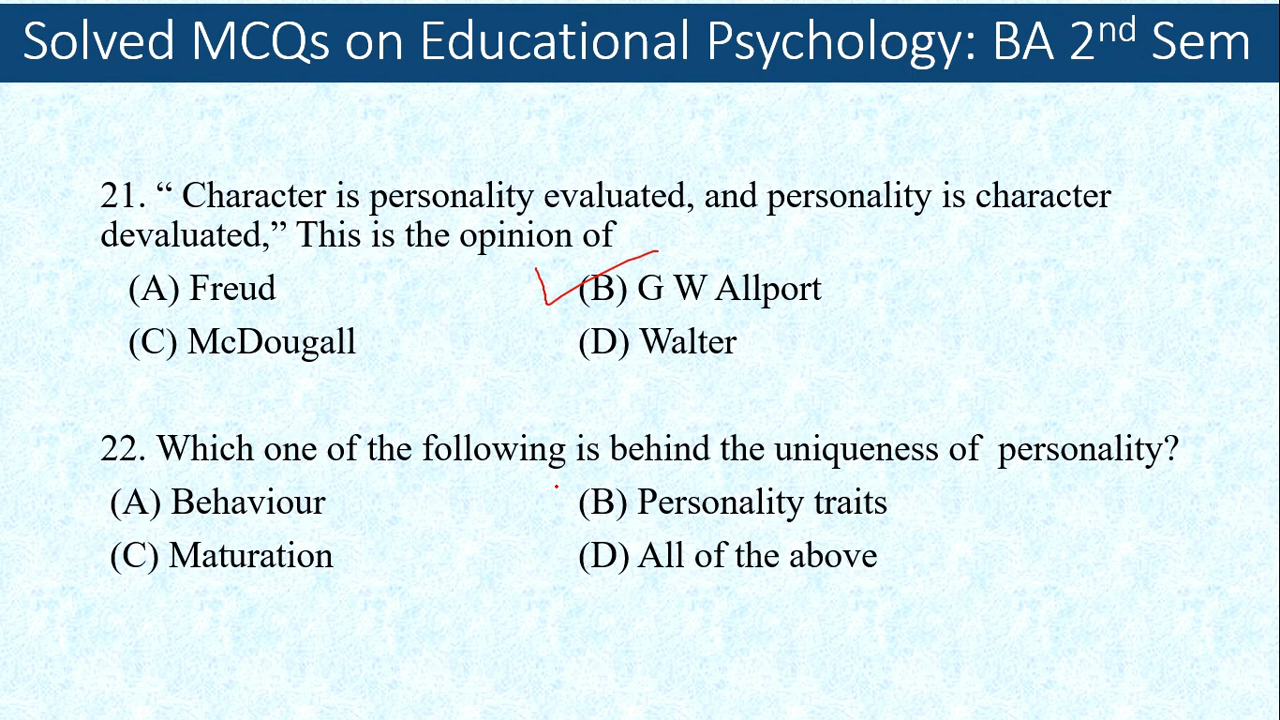 Solved MCQs on Educational Psychology: BA 2nd Sem
21. “ Character is personality evaluated, and personality is character
devaluated,” This is the opinion of
(A) Freud (B) G W Allport
(C) McDougall (D) Walter
22. Which one of the following is behind the uniqueness of personality?
(A) Behaviour (B) Personality traits
(C) Maturation (D) All of the above